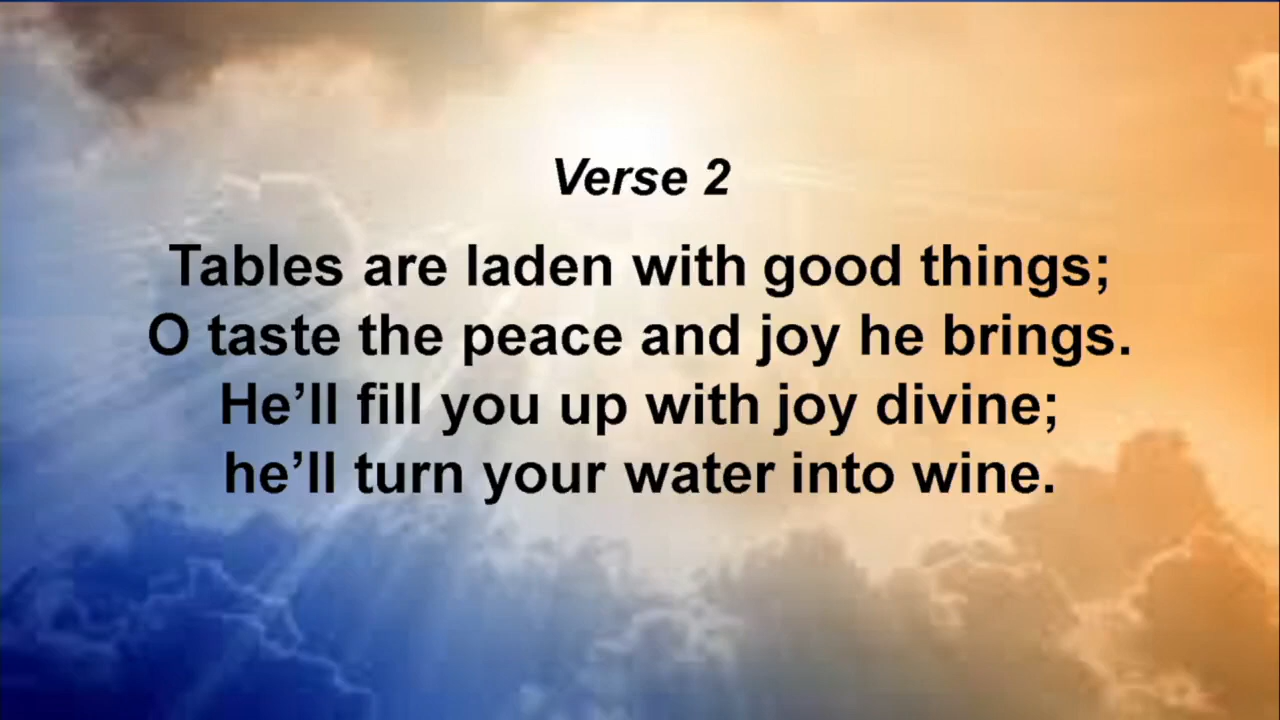 Verse 2
Tables are laden with good things;
O taste the peace and joy he brings.
He’ll fill you up with joy divine;
he’ll turn your water into wine.